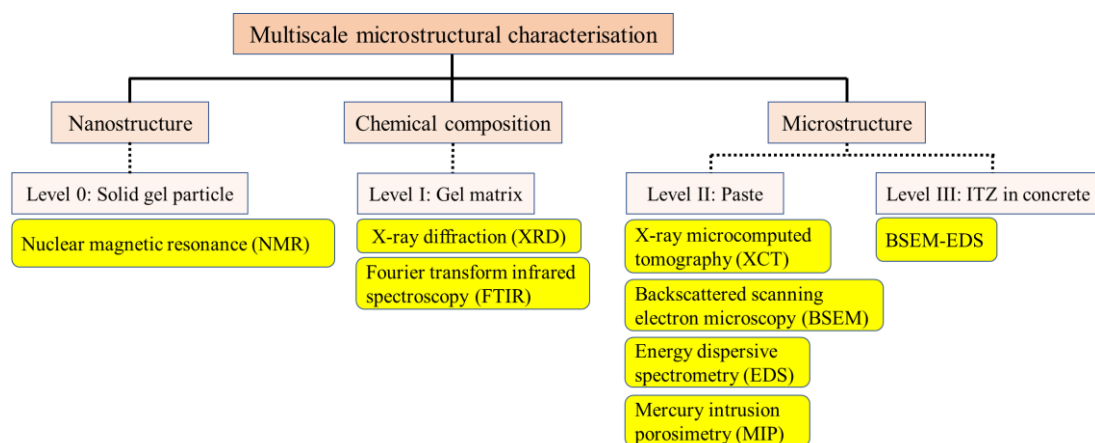 Multiscale microstructural characterisation
Nanostructure
Chemical composition
Microstructure
Level 0: Solid gel particle
Level I: Gel matrix
Level II: Paste
Level III: ITZ in concrete
Nuclear magnetic resonance (NMR)
X-ray diffraction (XRD)
Fourier transform infrared
spectroscopy (FTIR)
X-ray microcomputed
tomography (XCT)
Backscattered scanning
electron microscopy (BSEM)
Energy dispersive
spectrometry (EDS)
Mercury intrusion
porosimetry (MIP)
BSEM-EDS